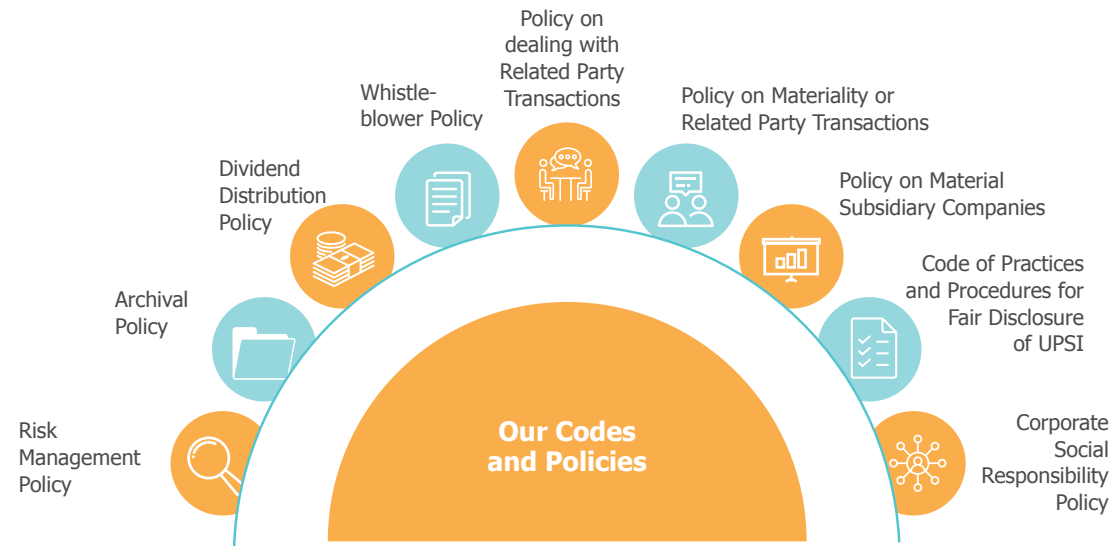 Policy on
dealing with
Related Party
Transactions
Whistle-
blower Policy
Policy on Materiality or
Related Party Transactions
Dividend
Distribution
Policy
Policy on Material
Subsidiary Companies
Archival
Policy
Code of Practices
and Procedures for
Fair Disclosure
of UPSI
Risk
Management
Policy
Our Codes
and Policies
Corporate
Social
Responsibility
Policy